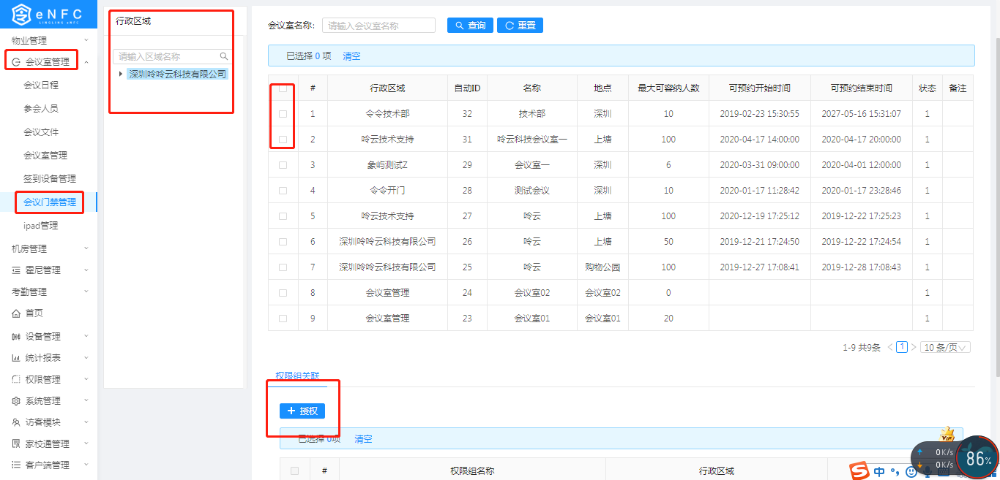 eNFC
LINGLING eNFC
物业管理
会议室管理
会议日程
参会人员
会议文件
会议室管理
签到设备管理
会议门禁管理
ipad管理
机房管理
霍尼管理
考勤管理
首页
设备管理
统计报表
权限管理
系统管理
访客模块
家校通管理
客户端管理
行政区域
请输入区域名称
深圳呤呤云科技有限公司
会议室名称: 请输入会议室名称 查询 重置
已选择 0 项 清空
# 行政区域 自动ID 名称 地点 最大可容纳人数 可预约开始时间 可预约结束时间 状态 备注
1 令令技术部 32 技术部 深圳 10 2019-02-23 15:30:55 2027-05-16 15:31:07 1
2 呤云技术支持 31 呤云科技会议室一 上塘 100 2020-04-17 14:00:00 2020-04-17 20:00:00 1
3 象屿测试Z 29 会议室一 深圳 6 2020-03-31 09:00:00 2020-04-01 12:00:00 1
4 令令开门 28 测试会议 深圳 10 2020-01-17 11:28:42 2020-01-17 23:28:46 1
5 呤云技术支持 27 呤云 上塘 100 2020-12-19 17:25:12 2019-12-22 17:25:23 1
6 深圳呤呤云科技有限公司 26 呤云 上塘 50 2019-12-21 17:24:50 2019-12-22 17:24:54 1
7 深圳呤呤云科技有限公司 25 呤云 购物公园 100 2019-12-27 17:08:41 2019-12-28 17:08:43 1
8 会议室管理 24 会议室02 会议室02 0 1
9 会议室管理 23 会议室01 会议室01 20 1
1-9 共9条 < 1 > 10 条/页
权限组关联
+ 授权
已选择 0项 清空
# 权限组名称 行政区域
VIP
0K/s
0K/s
86%
S 中